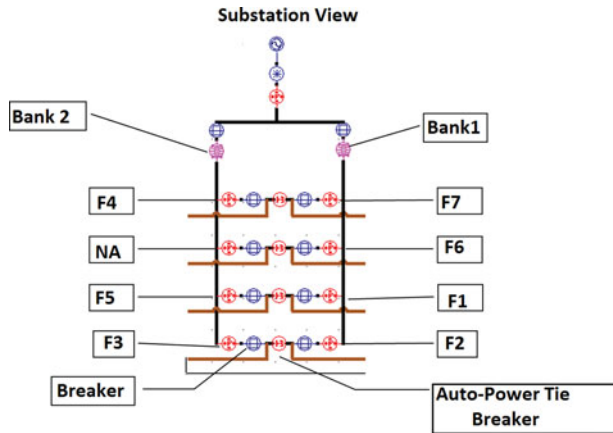 Substation View
Bank 2
Bank1
F4
F7
NA
F6
F5
F1
F3
F2
Breaker
Auto-Power Tie
Breaker